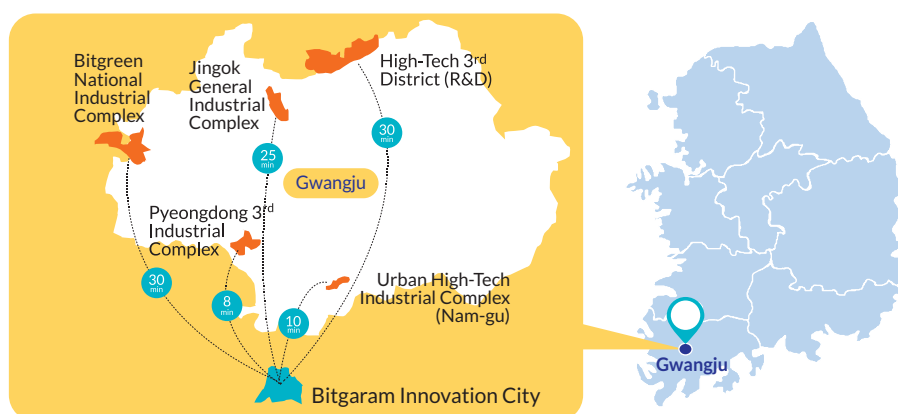 Bitgreen
National
Industrial
Complex
Jingok
General
Industrial
Complex
High-Tech 3rd
District (R&D)
30
min
25
min
Gwangju
Pyeongdong 3rd
Industrial
Complex
30
min
8
min
10
min
Urban High-Tech
Industrial Complex
(Nam-gu)
Bitgaram Innovation City
Gwangju